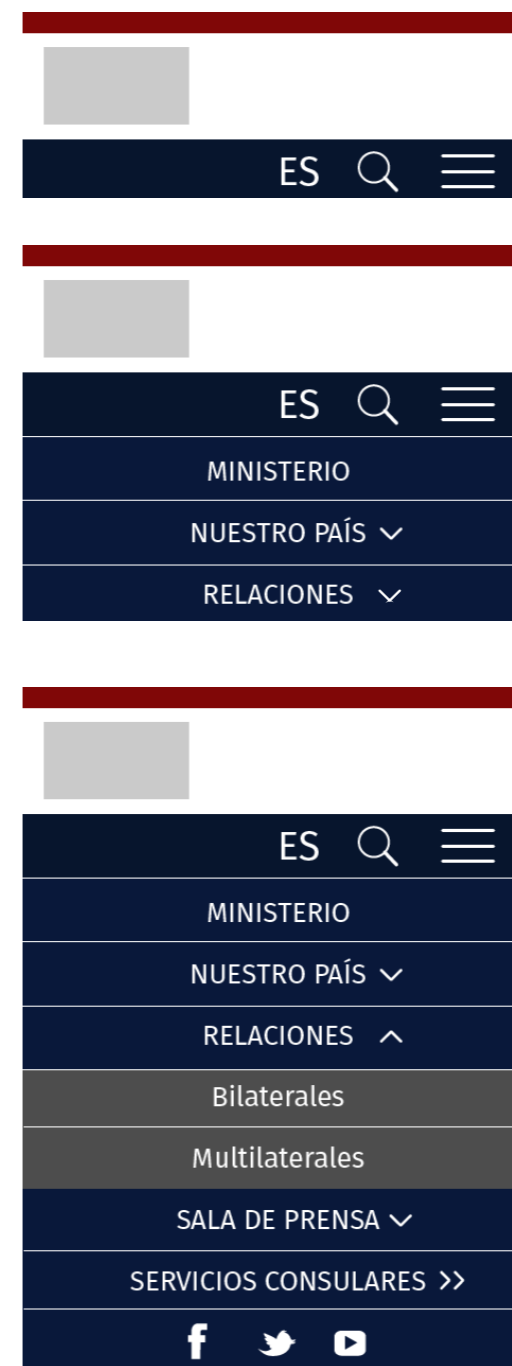 ES
ES
MINISTERIO
NUESTRO PAÍS
RELACIONES
ES
MINISTERIO
NUESTRO PAÍS
RELACIONES
Bilaterales
Multilaterales
SALA DE PRENSA
SERVICIOS CONSULARES >>